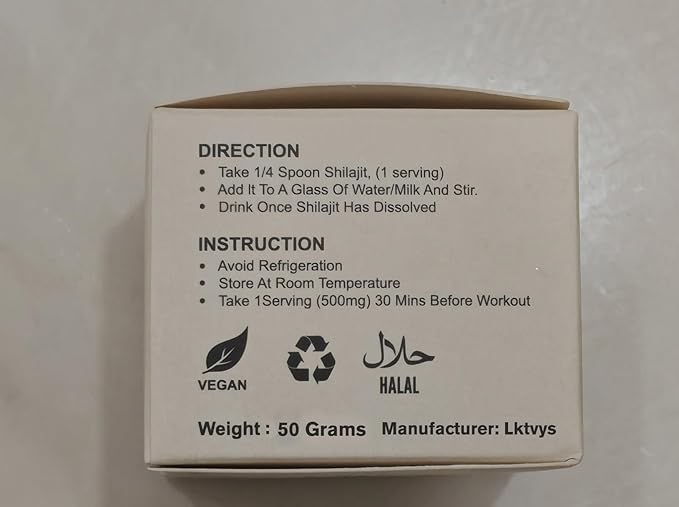 DIRECTION
• Take 1/4 Spoon Shilajit, (1 serving)
• Add It To A Glass Of Water/Milk And Stir.
• Drink Once Shilajit Has Dissolved
INSTRUCTION
• Avoid Refrigeration
• Store At Room Temperature
• Take 1Serving (500mg) 30 Mins Before Workout
حلال
VEGAN HALAL
Weight : 50 Grams Manufacturer: Lktvys